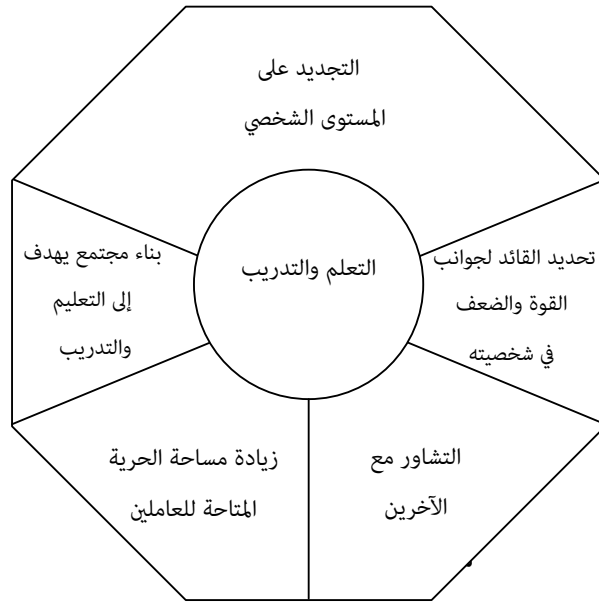 التجديد على
المستوى الشخصي
تحديد القائد لجوانب
القوة والضعف
في شخصيته
التعلم والتدريب
بناء مجتمع يهدف
إلى التعليم
والتدريب
التشاور مع
الآخرين
زيادة مساحة الحرية
المتاحة للعاملين